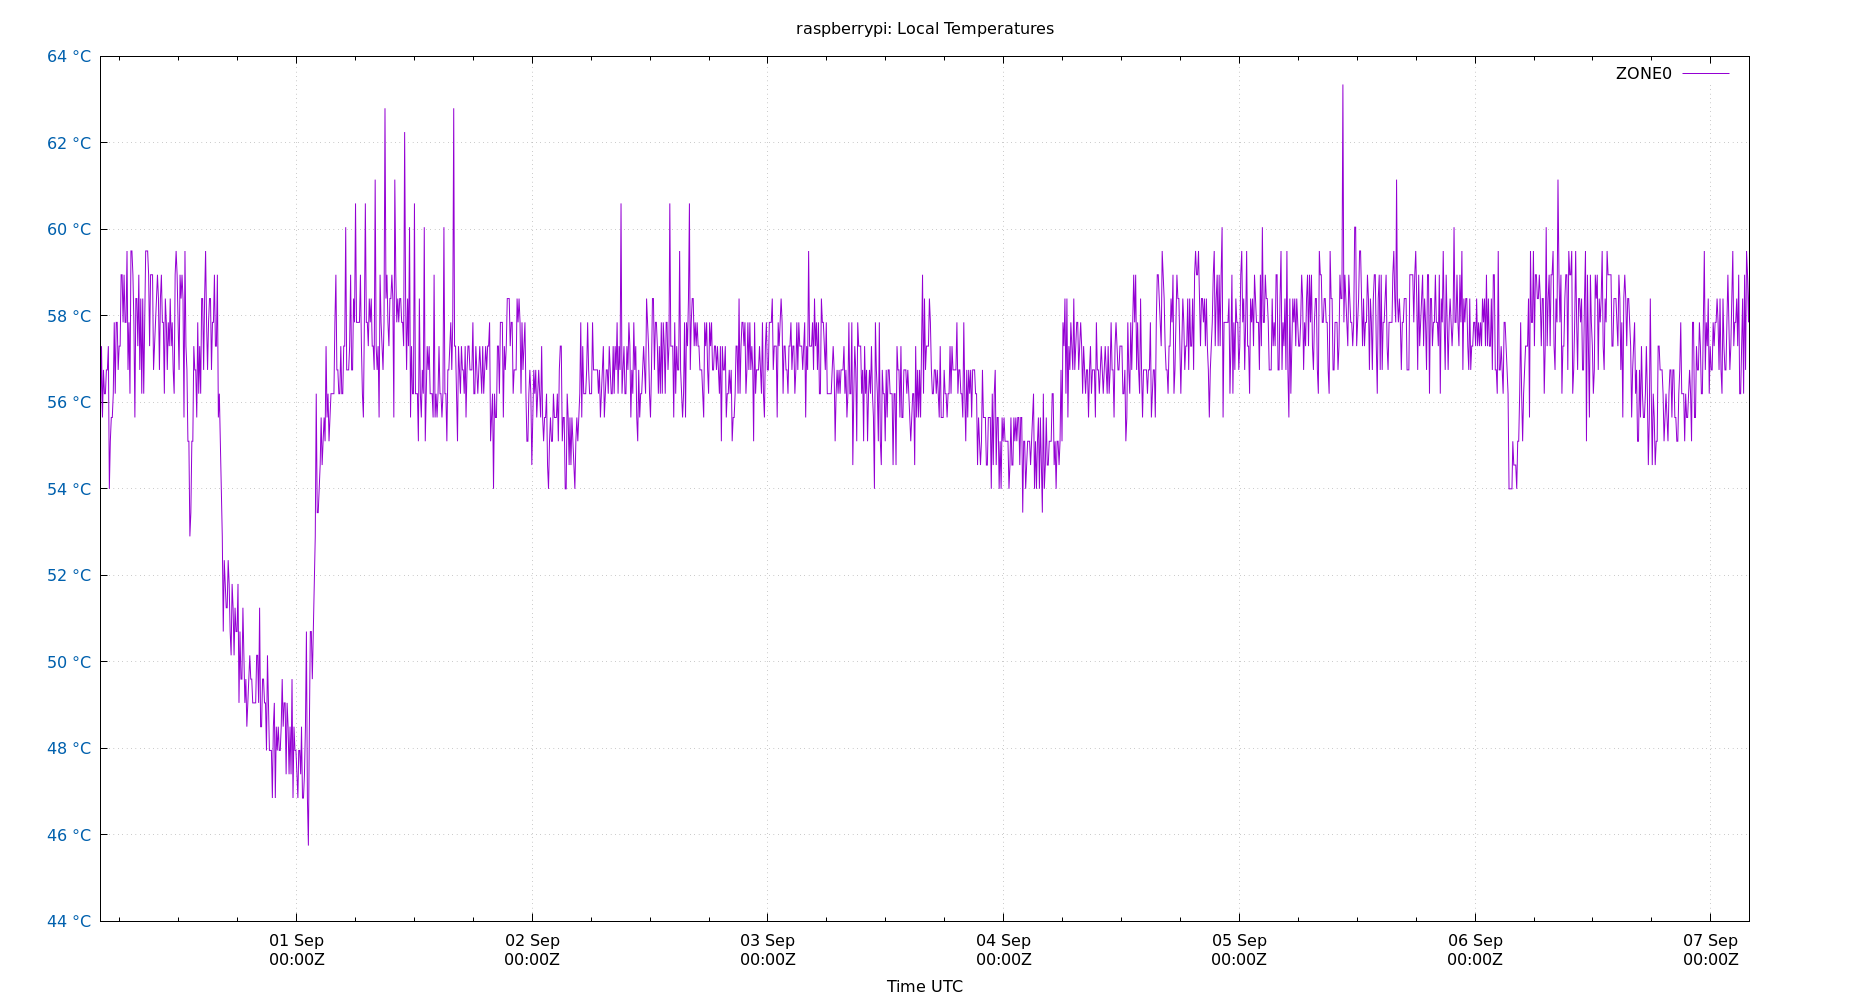 raspberrypi: Local Temperatures
64 °C
ZONE0
62 °C
60 °C
58 °C
56 °C
54 °C
52 °C
50 °C
48 °C
46 °C
44 °C
01 Sep 02 Sep 03 Sep 04 Sep 05 Sep 06 Sep 07 Sep
00:00Z 00:00Z 00:00Z 00:00Z 00:00Z 00:00Z 00:00Z
Time UTC